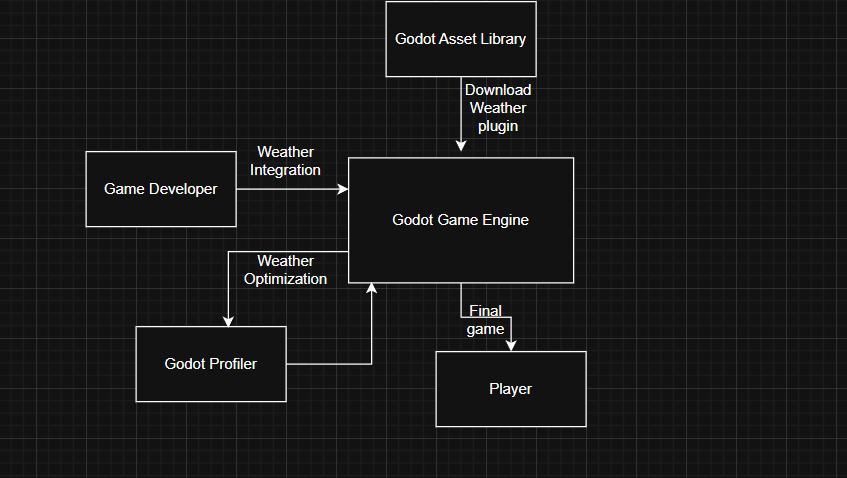 Godot Asset Library
Download
Weather
plugin
Weather
Integration
Game Developer
Godot Game Engine
Weather
Optimization
Final
game
Godot Profiler
Player